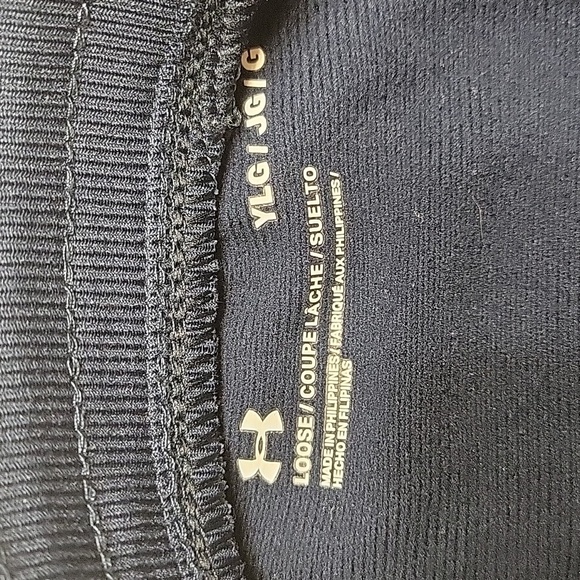 YLG / JG / G
LOOSE / COUPE LÂCHE / SUELTO
MADE IN PHILIPPINES / FABRIQUÉ AUX PHILIPPINES /
HECHO EN FILIPINAS